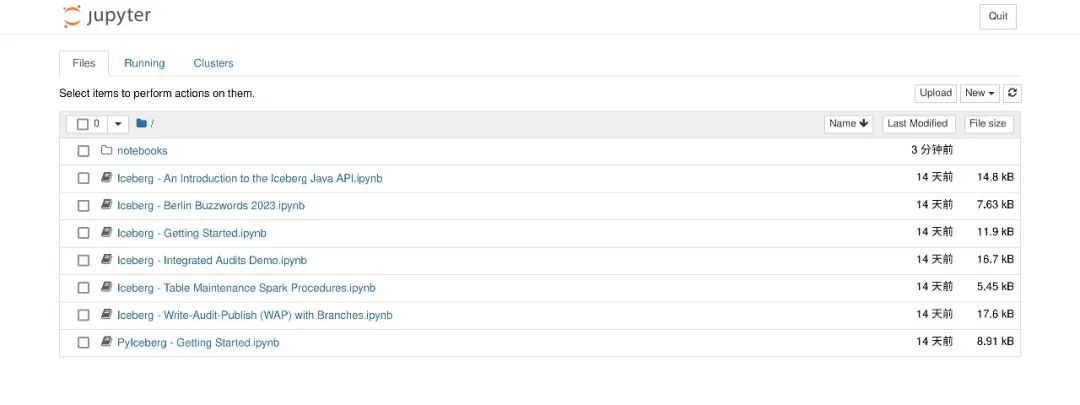 jupyter Quit
Files Running Clusters
Select items to perform actions on them. Upload New
0 / Name Last Modified File size
notebooks 3 分钟前
Iceberg - An Introduction to the Iceberg Java API.ipynb 14 天前 14.8 kB
Iceberg - Berlin Buzzwords 2023.ipynb 14 天前 7.63 kB
Iceberg - Getting Started.ipynb 14 天前 11.9 kB
Iceberg - Integrated Audits Demo.ipynb 14 天前 16.7 kB
Iceberg - Table Maintenance Spark Procedures.ipynb 14 天前 5.45 kB
Iceberg - Write-Audit-Publish (WAP) with Branches.ipynb 14 天前 17.6 kB
PyIceberg - Getting Started.ipynb 14 天前 8.91 kB